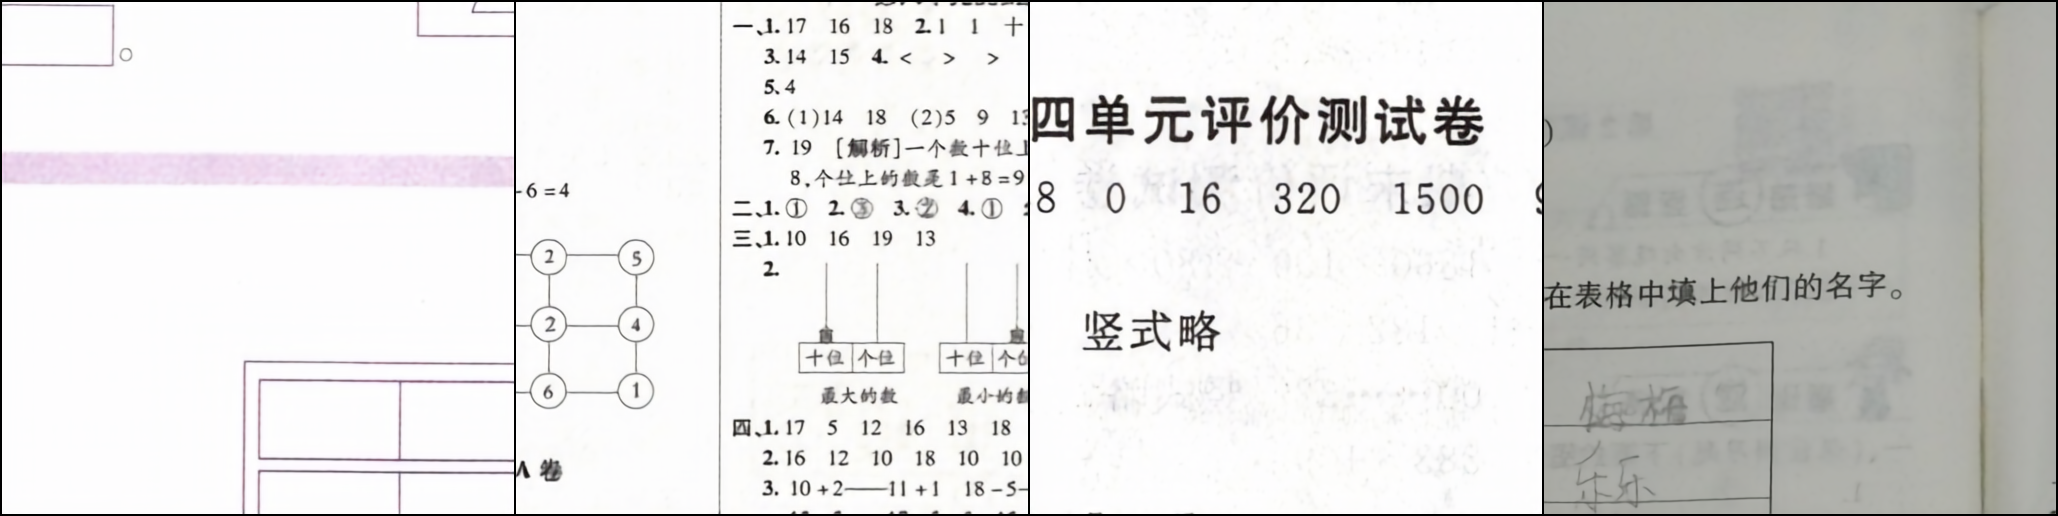 。
-6=4
2 5
2 4
6 1
A 卷
一、1.17 16 18 2.1 1 十
3.14 15 4.< > >
5.4
6.(1)14 18 (2)5 9 13
7.19 [解析]一个数十位上
8,个位上的数是1+8=9
二、1.① 2.③ 3.② 4.①
三、1.10 16 19 13
2.
十位 个位 十位 个位
最大的数 最小的数
四、1.17 5 12 16 13 18
2.16 12 10 18 10 10
3.10+2——11+1 18-5-
四单元评价测试卷
8 0 16 320 1500 9
竖式略
)
在表格中填上他们的名字。
梅梅
乐乐